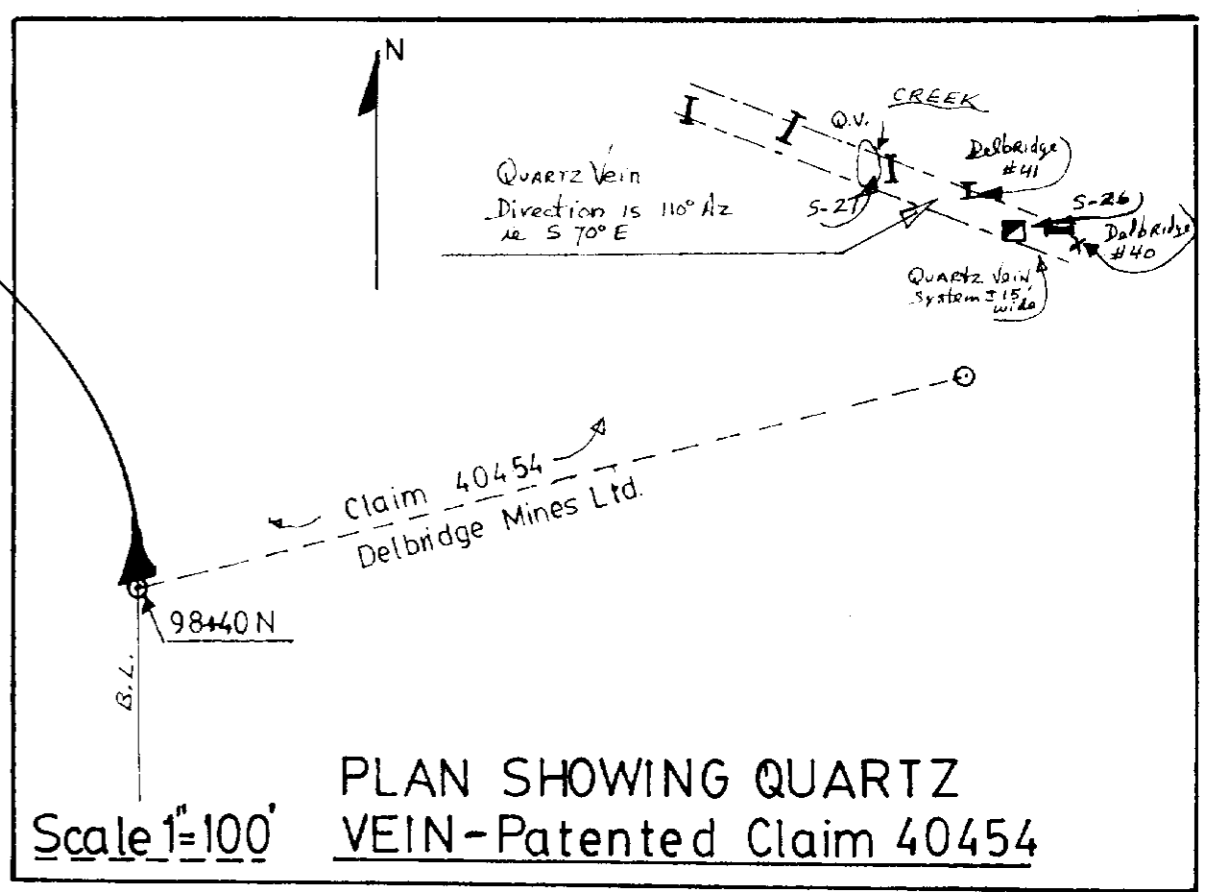 N
CREEK
Q.V.
Delbridge
#41
Quartz Vein
Direction is 110° Az
ie S 70° E
S-27
S-26
Delbridge
#40
Quartz Vein
System ± 15'
wide
Claim 40454
Delbridge Mines Ltd.
98+40N
B.L.
PLAN SHOWING QUARTZ
Scale 1"=100'
VEIN-Patented Claim 40454